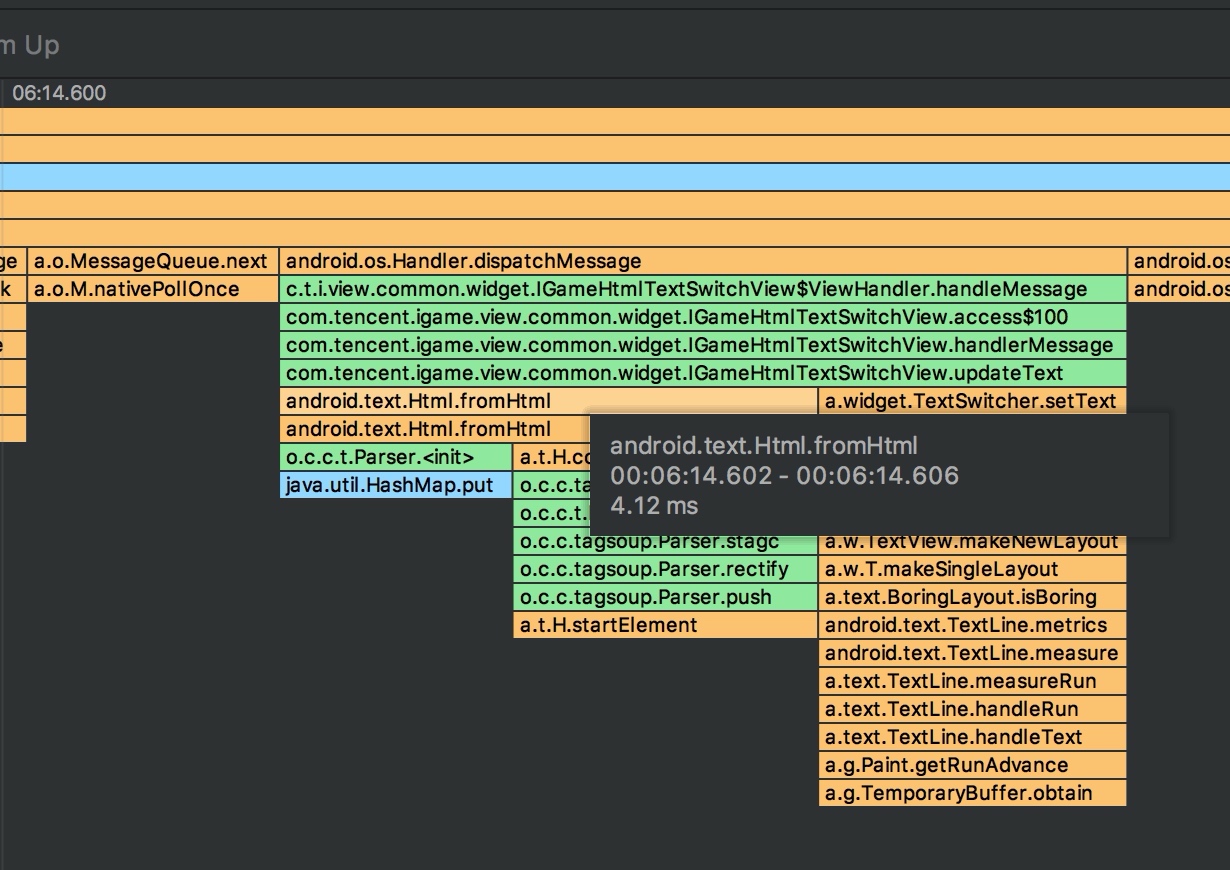 m Up
06:14.600
ge a.o.MessageQueue.next android.os.Handler.dispatchMessage android.os
k a.o.M.nativePollOnce c.t.i.view.common.widget.IGameHtmlTextSwitchView$ViewHandler.handleMessage android.os
com.tencent.igame.view.common.widget.IGameHtmlTextSwitchView.access$100
e com.tencent.igame.view.common.widget.IGameHtmlTextSwitchView.handlerMessage
com.tencent.igame.view.common.widget.IGameHtmlTextSwitchView.updateText
android.text.Html.fromHtml a.widget.TextSwitcher.setText
android.text.Html.fromHtml
android.text.Html.fromHtml
00:06:14.602 - 00:06:14.606
4.12 ms
o.c.c.t.Parser.<init> a.t.H.co
java.util.HashMap.put o.c.c.ta
o.c.c.t.
o.c.c.tagsoup.Parser.stagc a.w.TextView.makeNewLayout
o.c.c.tagsoup.Parser.rectify a.w.T.makeSingleLayout
o.c.c.tagsoup.Parser.push a.text.BoringLayout.isBoring
a.t.H.startElement android.text.TextLine.metrics
android.text.TextLine.measure
a.text.TextLine.measureRun
a.text.TextLine.handleRun
a.text.TextLine.handleText
a.g.Paint.getRunAdvance
a.g.TemporaryBuffer.obtain